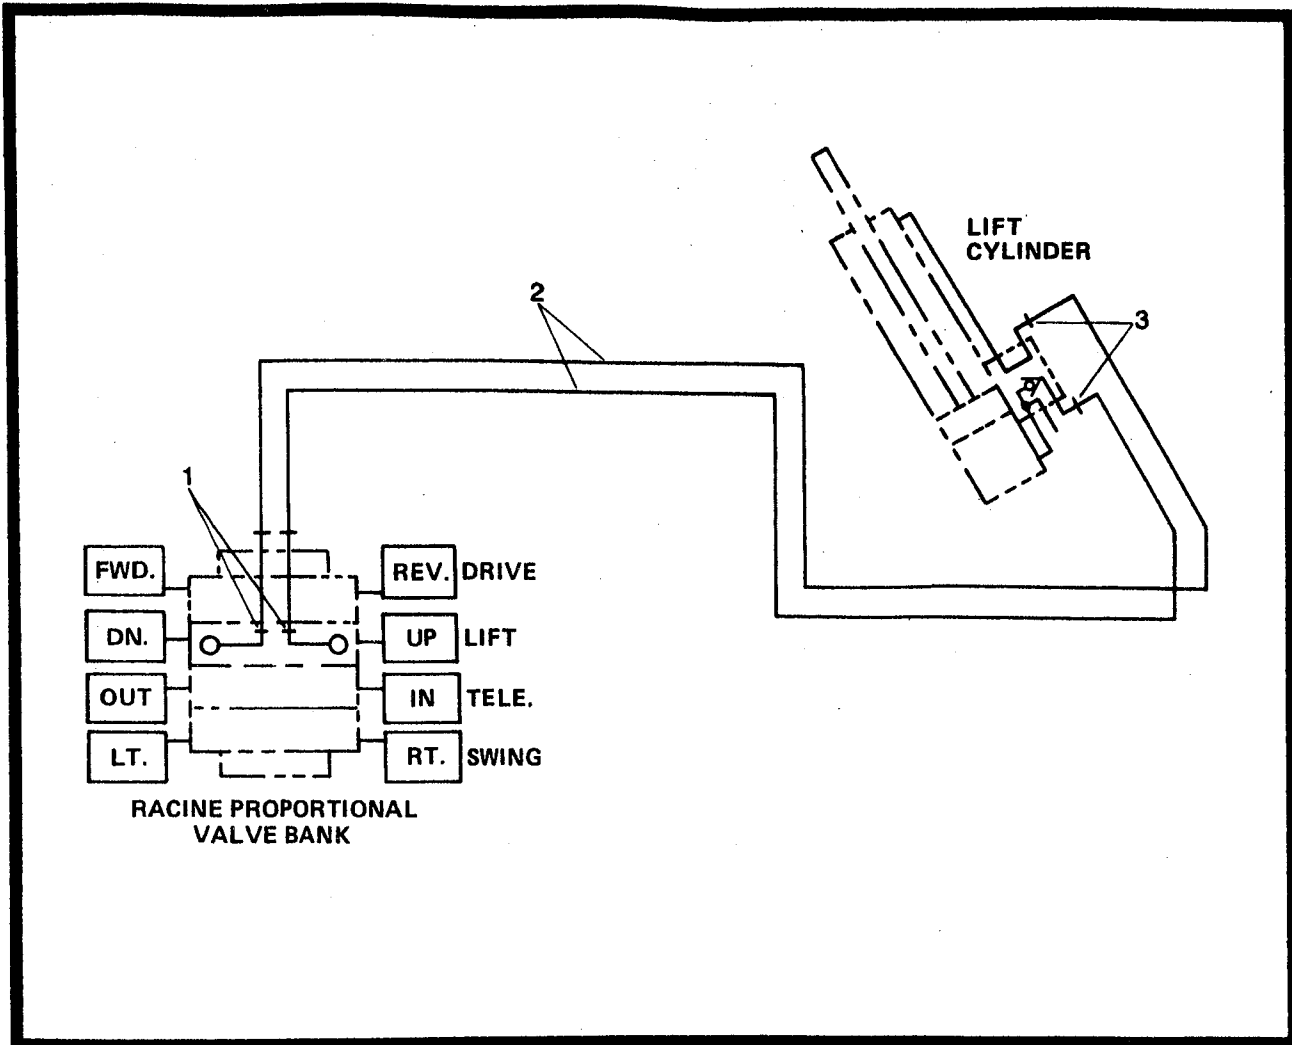 LIFT
CYLINDER
2
3
1
FWD.
REV. DRIVE
DN.
UP LIFT
OUT
IN TELE.
LT.
RT. SWING
RACINE PROPORTIONAL
VALVE BANK